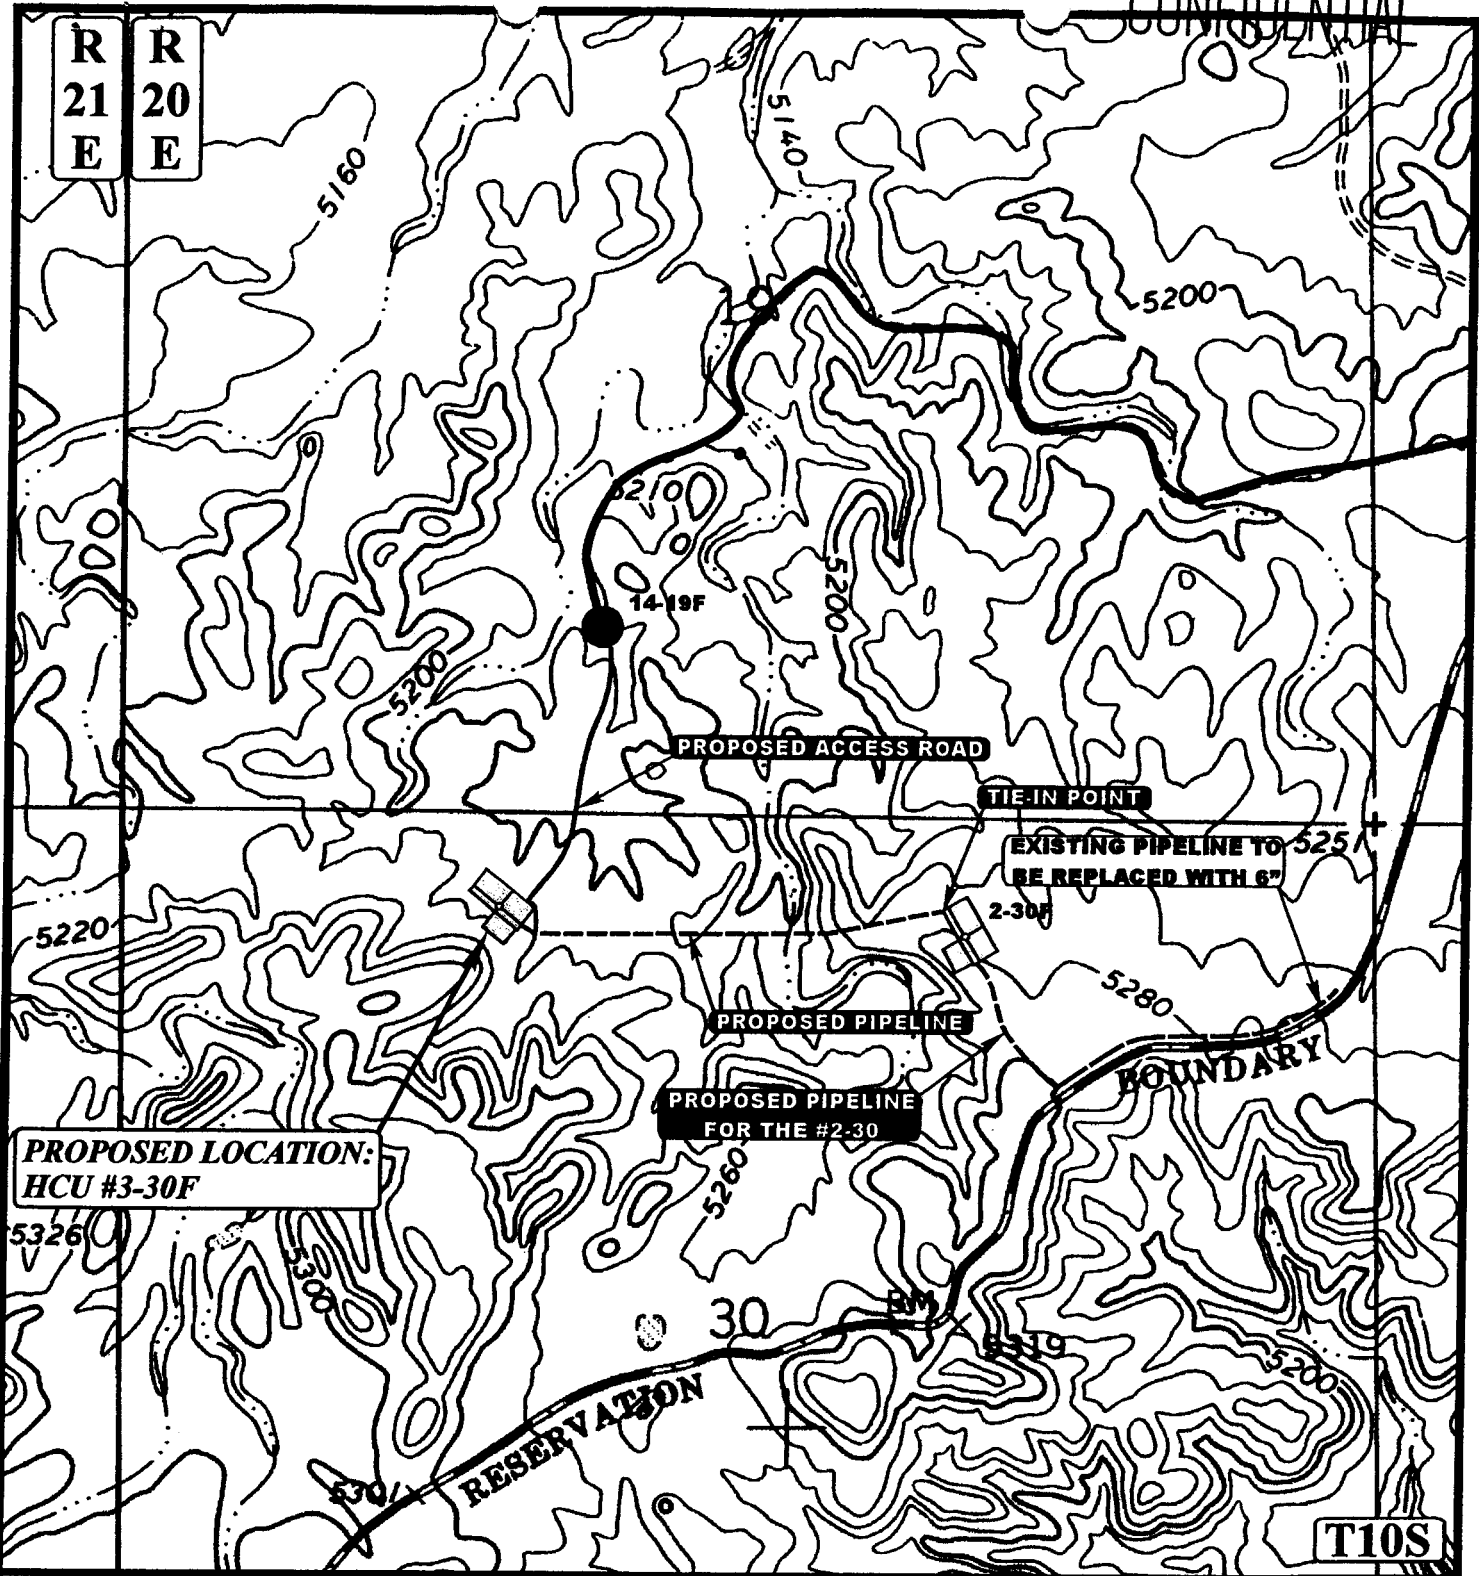 CONFIDENTIAL
R
21
E
R
20
E
5160
5140
5200
5210
14-19F
5200
5200
PROPOSED ACCESS ROAD
TIE-IN POINT
EXISTING PIPELINE TO
BE REPLACED WITH 6"
5251
2-30F
5220
5280
PROPOSED PIPELINE
BOUNDARY
PROPOSED PIPELINE
FOR THE #2-30
PROPOSED LOCATION:
HCU #3-30F
5326
5260
5300
30
BM
5319
5200
RESERVATION
5301
T10S